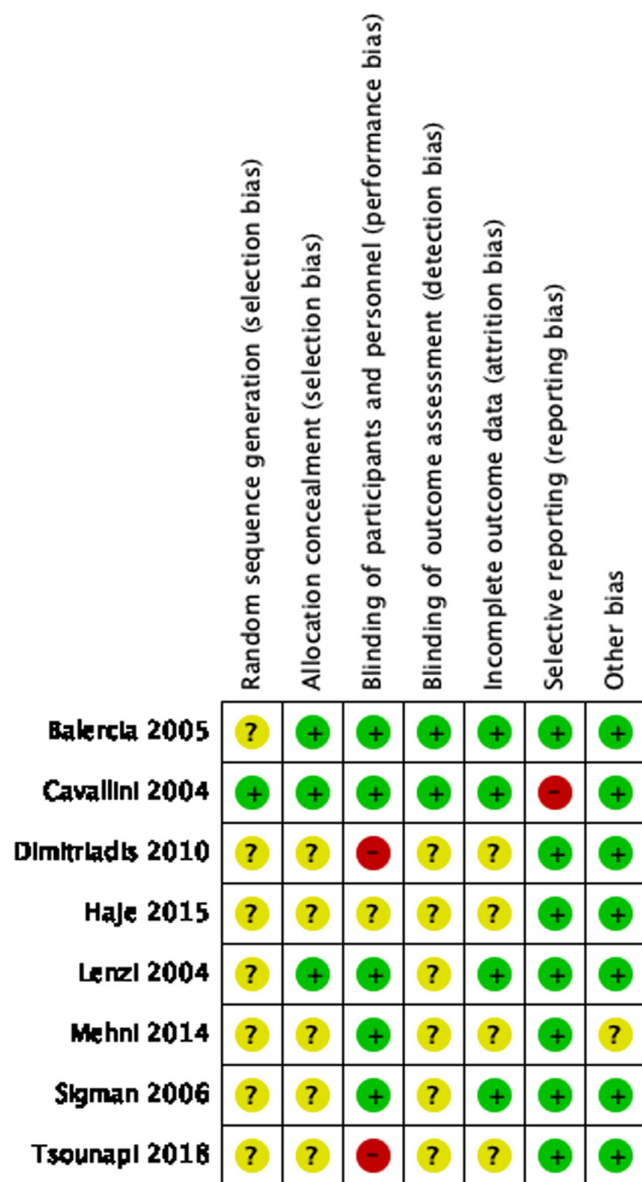 Random sequence generation (selection bias)
Allocation concealment (selection bias)
Blinding of participants and personnel (performance bias)
Blinding of outcome assessment (detection bias)
Incomplete outcome data (attrition bias)
Selective reporting (reporting bias)
Other bias
Balercia 2005 ? + + + + + +
Cavallini 2004 + + + + + - +
Dimitriadis 2010 ? ? - ? ? + +
Haje 2015 ? ? ? ? ? + +
Lenzi 2004 ? + + ? + + +
Mehni 2014 ? ? + ? ? + ?
Sigman 2006 ? ? + ? + + +
Tsounapi 2018 ? ? - ? ? + +